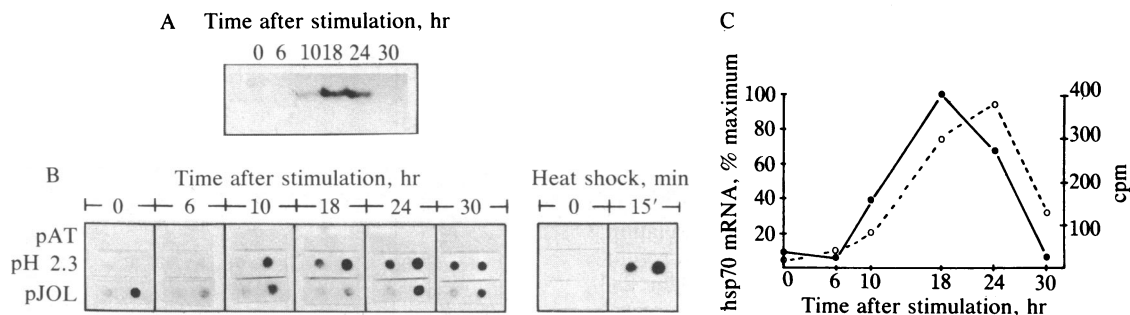 A Time after stimulation, hr
0 6 1018 24 30
B Time after stimulation, hr
0 6 10 18 24 30
Heat shock, min
0 15′
pAT
pH 2.3
pJOL
C
hsp70 mRNA, % maximum
100
80
60
40
20
400
300
200
100
cpm
0 6 10 18 24 30
Time after stimulation, hr